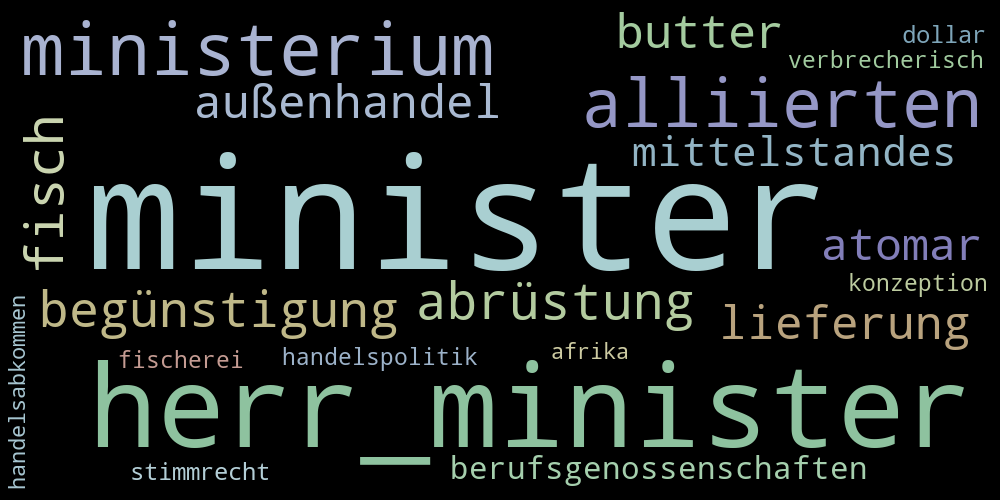 ministerium
butter
dollar
verbrecherisch
außenhandel
alliierten
fisch
mittelstandes
minister
atomar
konzeption
begünstigung
abrüstung
lieferung
handelsabkommen
fischerei
handelspolitik
afrika
herr_minister
stimmrecht
berufsgenossenschaften